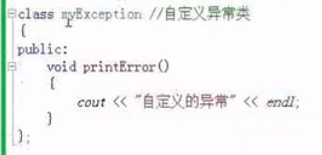 class myException //自定义异常类
{
public:
    void printError()
    {
        cout << "自定义的异常" << endl;
    }
};